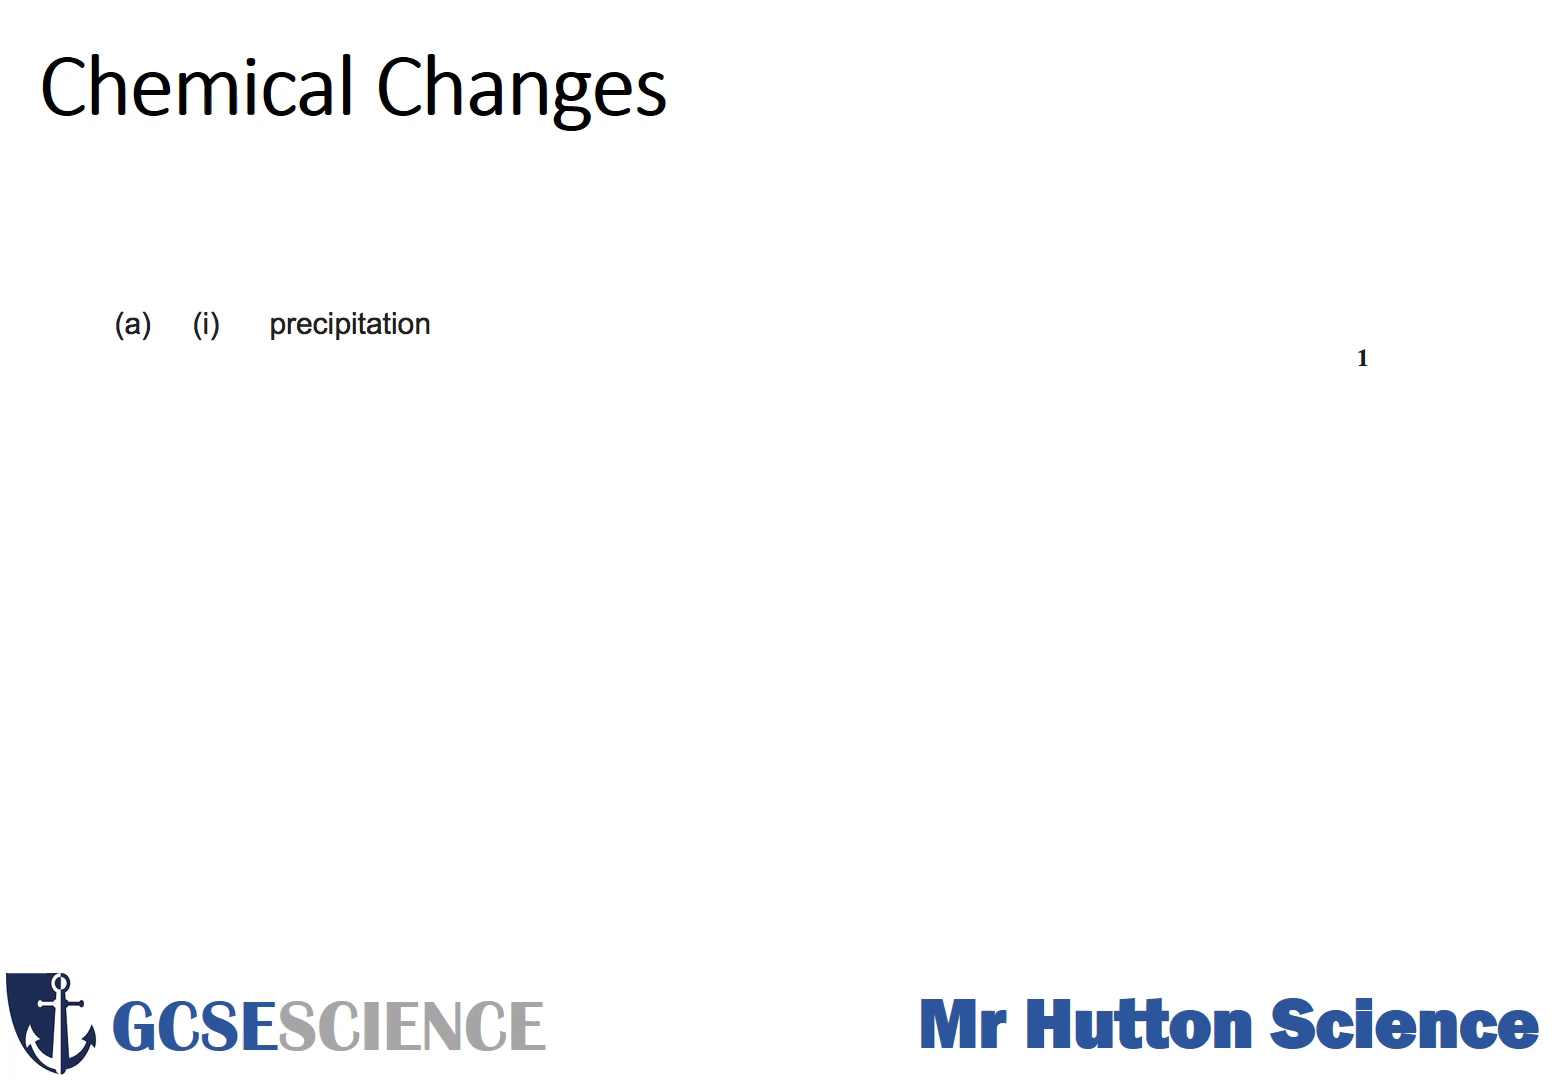 Chemical Changes
(a) (i) precipitation
1
GCSESCIENCE
Mr Hutton Science